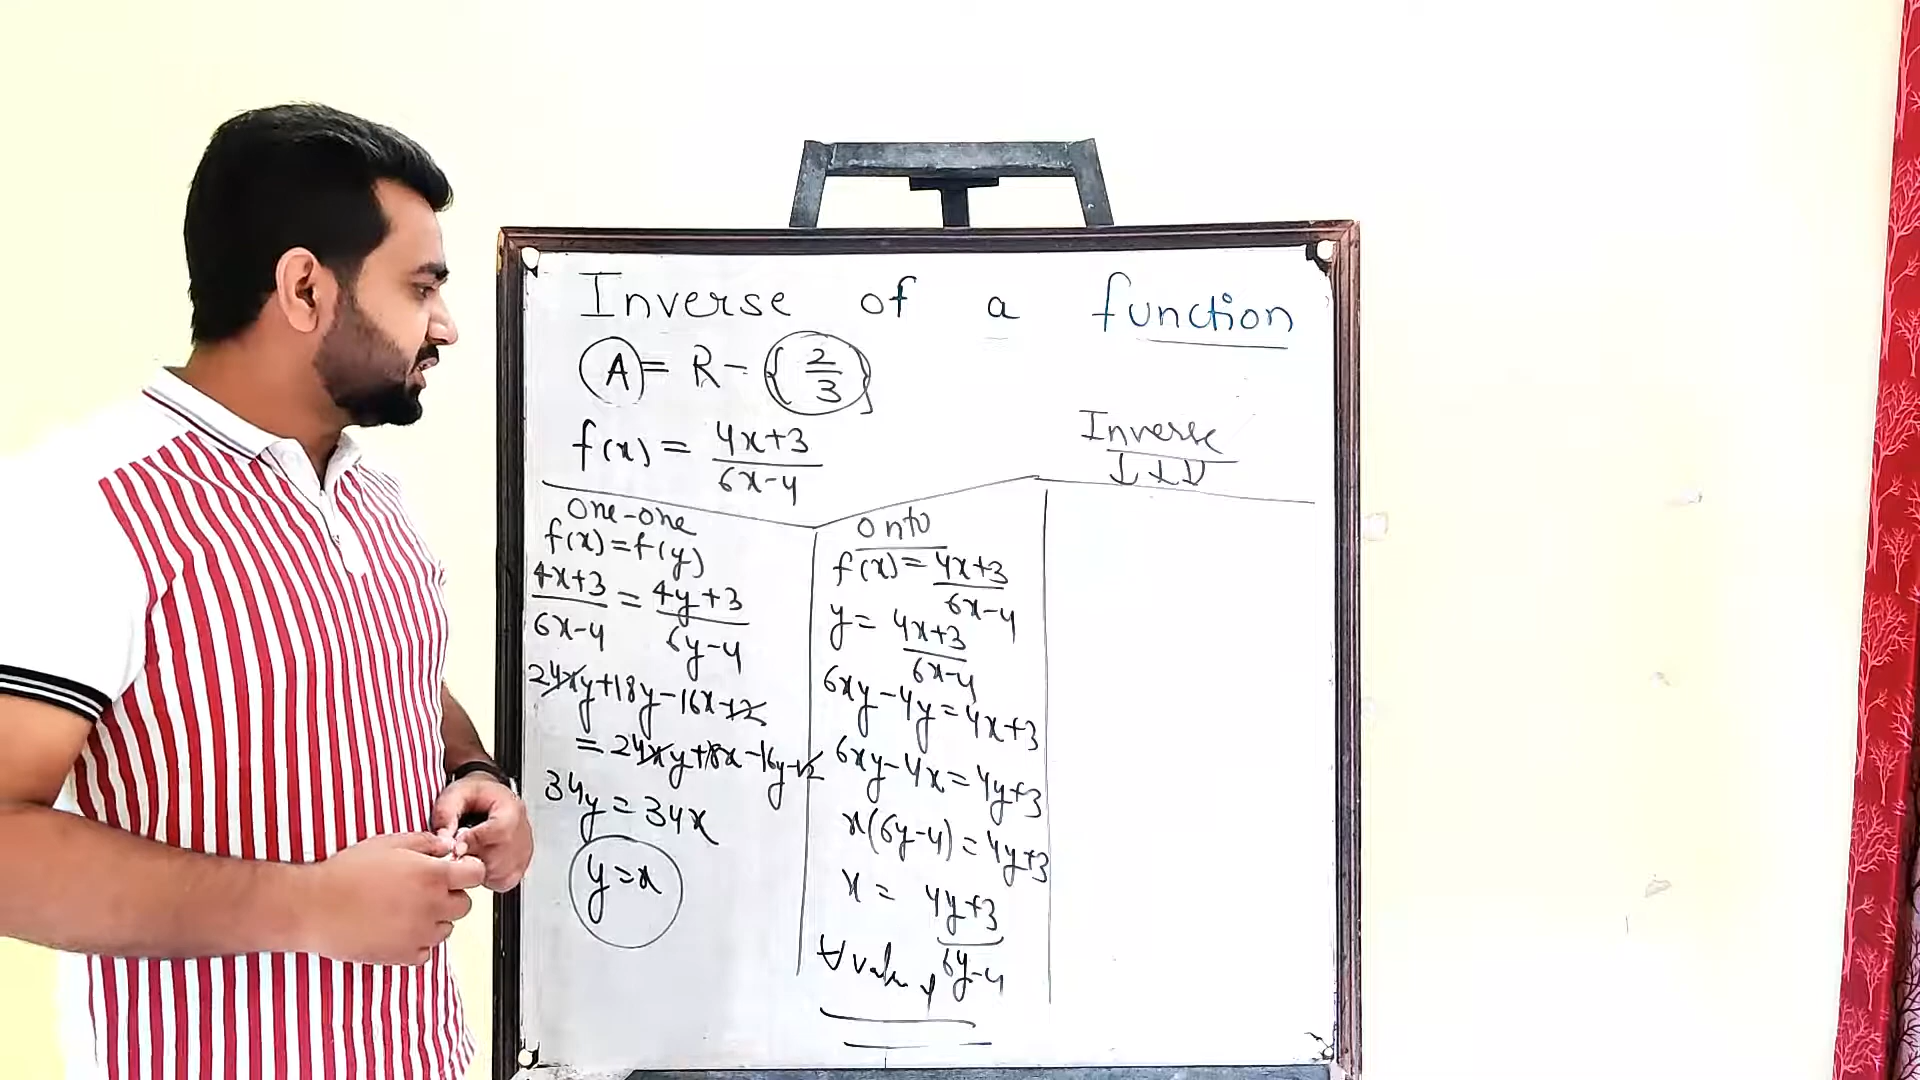 Inverse of a function
A = R - {2/3}
f(x) = (4x+3)/(6x-4)
Inverse
one-one
f(x)=f(y)
(4x+3)/(6x-4) = (4y+3)/(6y-4)
24xy+18y-16x-12
= 24xy+18x-16y-12
34y = 34x
y=x
onto
f(x) = (4x+3)/(6x-4)
y = (4x+3)/(6x-4)
6xy-4y=4x+3
6xy-4x=4y+3
x(6y-4)=4y+3
x = (4y+3)/(6y-4)
∀ y